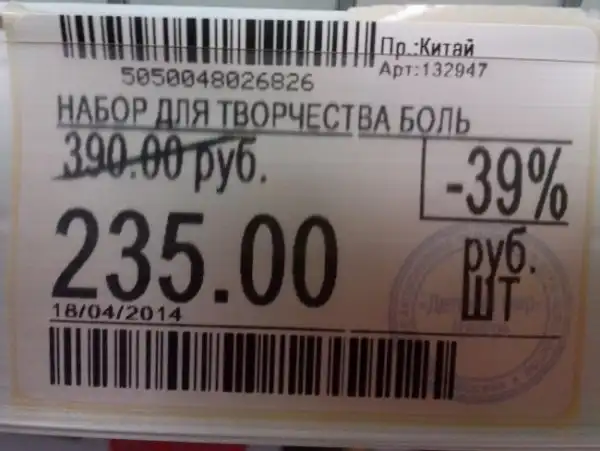 Пр.:Китай
5050048026826
Арт:132947
НАБОР ДЛЯ ТВОРЧЕСТВА БОЛЬ
390.00 руб.
-39%
235.00
руб.
шт
18/04/2014